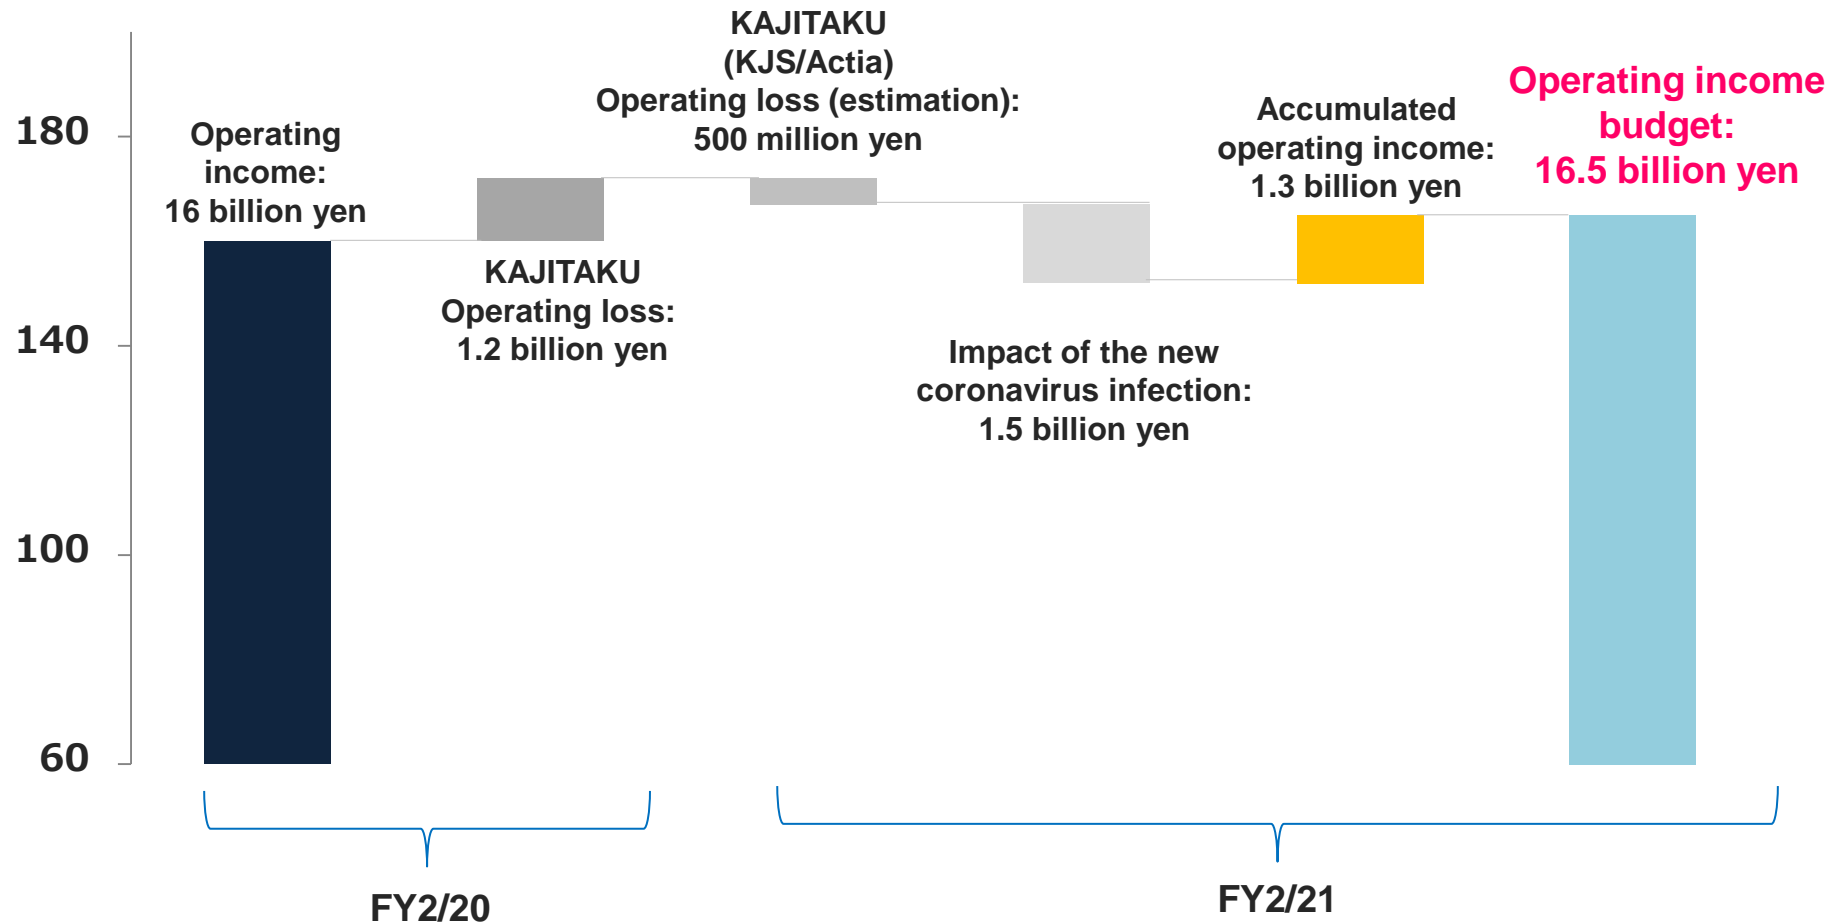 180
140
100
60
Operating
income:
16 billion yen
KAJITAKU
Operating loss:
1.2 billion yen
KAJITAKU
(KJS/Actia)
Operating loss (estimation):
500 million yen
Impact of the new
coronavirus infection:
1.5 billion yen
Accumulated
operating income:
1.3 billion yen
Operating income
budget:
16.5 billion yen
FY2/20
FY2/21